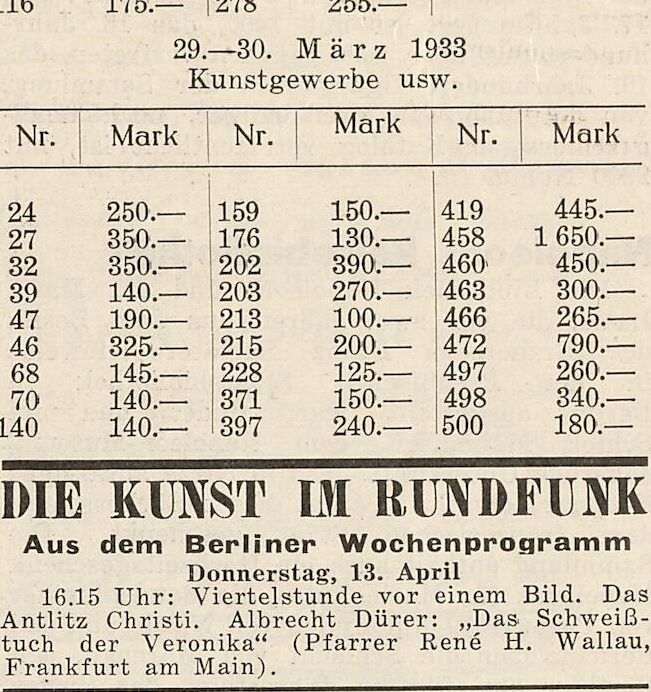 116 175.— 278 255.—
29.—30. März 1933
Kunstgewerbe usw.
Nr. Mark Nr. Mark Nr. Mark
24 250.— 159 150.— 419 445.—
27 350.— 176 130.— 458 1 650.—
32 350.— 202 390.— 460 450.—
39 140.— 203 270.— 463 300.—
47 190.— 213 100.— 466 265.—
46 325.— 215 200.— 472 790.—
68 145.— 228 125.— 497 260.—
70 140.— 371 150.— 498 340.—
140 140.— 397 240.— 500 180.—
DIE KUNST IM RUNDFUNK
Aus dem Berliner Wochenprogramm
Donnerstag, 13. April
16.15 Uhr: Viertelstunde vor einem Bild. Das
Antlitz Christi. Albrecht Dürer: „Das Schweiß-
tuch der Veronika“ (Pfarrer René H. Wallau,
Frankfurt am Main).